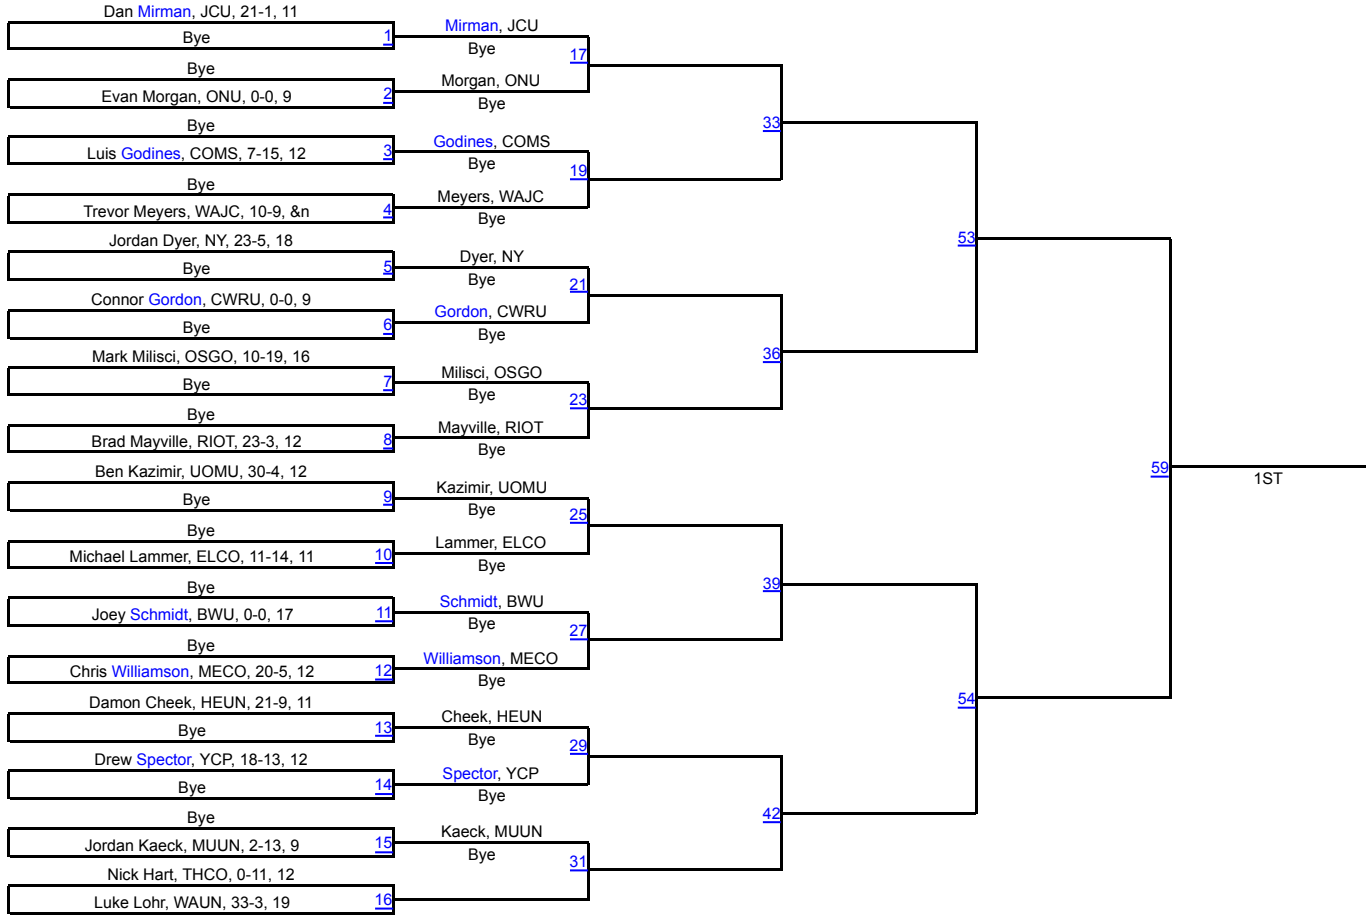 Dan Mirman, JCU, 21-1, 11
Bye
1
Bye
Evan Morgan, ONU, 0-0, 9
2
Bye
Luis Godines, COMS, 7-15, 12
3
Bye
Trevor Meyers, WAJC, 10-9, &n
4
Jordan Dyer, NY, 23-5, 18
Bye
5
Connor Gordon, CWRU, 0-0, 9
Bye
6
Mark Milisci, OSGO, 10-19, 16
Bye
7
Bye
Brad Mayville, RIOT, 23-3, 12
8
Ben Kazimir, UOMU, 30-4, 12
Bye
9
Bye
Michael Lammer, ELCO, 11-14, 11
10
Bye
Joey Schmidt, BWU, 0-0, 17
11
Bye
Chris Williamson, MECO, 20-5, 12
12
Damon Cheek, HEUN, 21-9, 11
Bye
13
Drew Spector, YCP, 18-13, 12
Bye
14
Bye
Jordan Kaeck, MUUN, 2-13, 9
15
Nick Hart, THCO, 0-11, 12
Luke Lohr, WAUN, 33-3, 19
16
Mirman, JCU
Bye
17
Morgan, ONU
Bye
Godines, COMS
Bye
19
Meyers, WAJC
Bye
Dyer, NY
Bye
21
Gordon, CWRU
Bye
Milisci, OSGO
Bye
23
Mayville, RIOT
Bye
Kazimir, UOMU
Bye
25
Lammer, ELCO
Bye
Schmidt, BWU
Bye
27
Williamson, MECO
Bye
Cheek, HEUN
Bye
29
Spector, YCP
Bye
Kaeck, MUUN
Bye
31
33
36
39
42
53
54
59
1ST